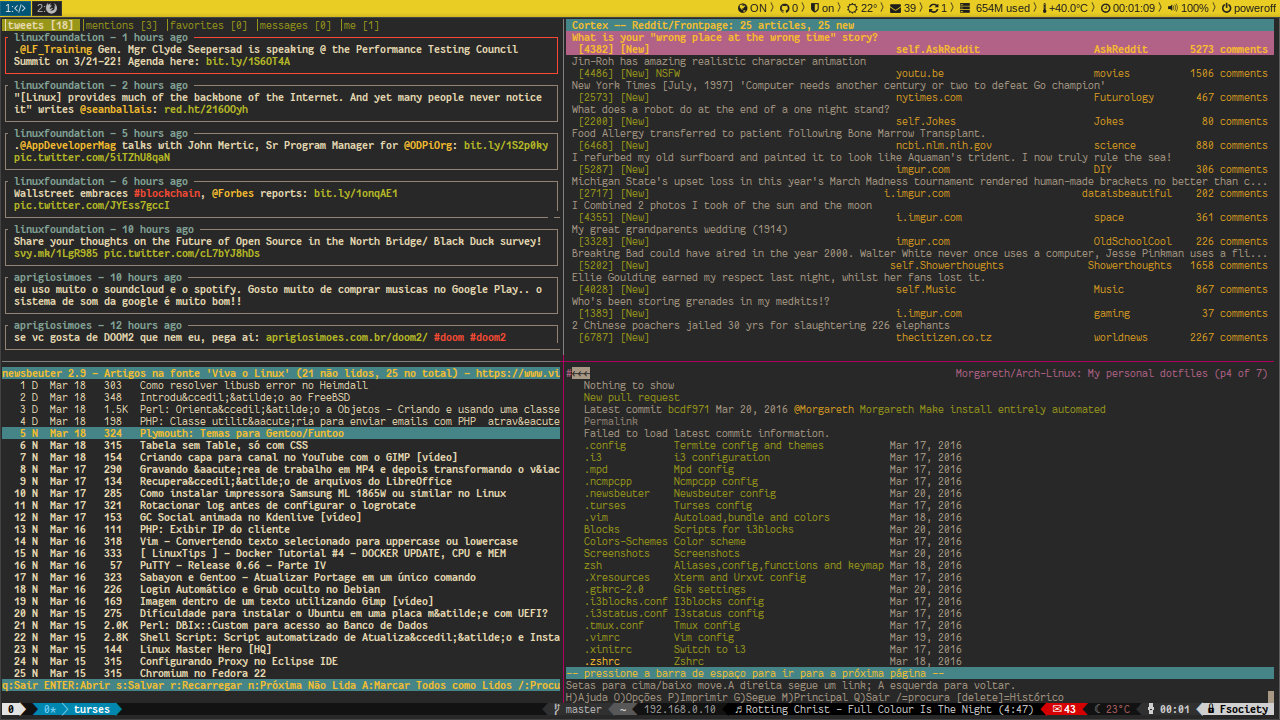 1: 2: ON 0 on 22° 39 1 654M used +40.0°C 00:01:09 100% poweroff
|tweets [18] |mentions [3] |favorites [0] |messages [0] |me [1]
linuxfoundation - 1 hours ago
.@LF_Training Gen. Mgr Clyde Seepersad is speaking @ the Performance Testing Council
Summit on 3/21-22! Agenda here: bit.ly/1S6OT4A
linuxfoundation - 2 hours ago
"[Linux] provides much of the backbone of the Internet. And yet many people never notice
it" writes @seanballais: red.ht/216OOyh
linuxfoundation - 5 hours ago
.@AppDeveloperMag talks with John Mertic, Sr Program Manager for @ODPiOrg: bit.ly/1S2p0ky
pic.twitter.com/5iTZhU8qaN
linuxfoundation - 6 hours ago
Wallstreet embraces #blockchain, @Forbes reports: bit.ly/1onqAE1
pic.twitter.com/JYEss7gccI
linuxfoundation - 10 hours ago
Share your thoughts on the Future of Open Source in the North Bridge/ Black Duck survey!
svy.mk/1LgR985 pic.twitter.com/cL7bYJ8hDs
aprigiosimoes - 10 hours ago
eu uso muito o soundcloud e o spotify. Gosto muito de comprar musicas no Google Play.. o
sistema de som da google é muito bom!!
aprigiosimoes - 12 hours ago
se vc gosta de DOOM2 que nem eu, pega ai: aprigiosimoes.com.br/doom2/ #doom #doom2
Cortex -- Reddit/Frontpage: 25 articles, 25 new
What is your "wrong place at the wrong time" story?
[4382] [New] self.AskReddit AskReddit 5273 comments
Jin-Roh has amazing realistic character animation
[4486] [New] NSFW youtu.be movies 1506 comments
New York Times [July, 1997] 'Computer needs another century or two to defeat Go champion'
[2573] [New] nytimes.com Futurology 467 comments
What does a robot do at the end of a one night stand?
[2200] [New] self.Jokes Jokes 80 comments
Food Allergy transferred to patient following Bone Marrow Transplant.
[6468] [New] ncbi.nlm.nih.gov science 880 comments
I refurbed my old surfboard and painted it to look like Aquaman's trident. I now truly rule the sea!
[5287] [New] imgur.com DIY 306 comments
Michigan State's upset loss in this year's March Madness tournament rendered human-made brackets no better than c...
[2717] [New] i.imgur.com dataisbeautiful 202 comments
I Combined 2 photos I took of the sun and the moon
[4355] [New] i.imgur.com space 361 comments
My great grandparents wedding (1914)
[3328] [New] imgur.com OldSchoolCool 226 comments
Breaking Bad could have aired in the year 2000. Walter White never once uses a computer, Jesse Pinkman uses a fli...
[5202] [New] self.Showerthoughts Showerthoughts 1658 comments
Ellie Goulding earned my respect last night, whilst her fans lost it.
[4028] [New] self.Music Music 867 comments
Who's been storing grenades in my medkits!?
[1389] [New] i.imgur.com gaming 37 comments
2 Chinese poachers jailed 30 yrs for slaughtering 226 elephants
[6787] [New] thecitizen.co.tz worldnews 2267 comments
newsbeuter 2.9 - Artigos na fonte 'Viva o Linux' (21 não lidos, 25 no total) - https://www.vi
1 D Mar 18 303 Como resolver libusb error no Heimdall
2 D Mar 18 348 Introdu&ccedil;&atilde;o ao FreeBSD
3 D Mar 18 1.5K Perl: Orienta&ccedil;&atilde;o a Objetos - Criando e usando uma classe
4 D Mar 18 198 PHP: Classe utilit&aacute;ria para enviar emails com PHP atrav&eacute
5 N Mar 18 324 Plymouth: Temas para Gentoo/Funtoo
6 N Mar 18 315 Tabela sem Table, só com CSS
7 N Mar 18 154 Criando capa para canal no YouTube com o GIMP [vídeo]
8 N Mar 17 290 Gravando &aacute;rea de trabalho em MP4 e depois transformando o v&iac
9 N Mar 17 134 Recupera&ccedil;&atilde;o de arquivos do LibreOffice
10 N Mar 17 285 Como instalar impressora Samsung ML 1865W ou similar no Linux
11 N Mar 17 321 Rotacionar log antes de configurar o logrotate
12 N Mar 17 153 GC Social animada no Kdenlive [vídeo]
13 N Mar 16 111 PHP: Exibir IP do cliente
14 N Mar 16 318 Vim - Convertendo texto selecionado para uppercase ou lowercase
15 N Mar 16 333 [ LinuxTips ] - Docker Tutorial #4 - DOCKER UPDATE, CPU e MEM
16 N Mar 16 57 PuTTY - Release 0.66 - Parte IV
17 N Mar 16 323 Sabayon e Gentoo - Atualizar Portage em um único comando
18 N Mar 16 226 Login Automático e Grub oculto no Debian
19 N Mar 16 169 Imagem dentro de um texto utilizando Gimp [vídeo]
20 N Mar 15 275 Dificuldade para instalar o Ubuntu em uma placa m&atilde;e com UEFI?
21 N Mar 15 2.0K Perl: DBIx::Custom para acesso ao Banco de Dados
22 N Mar 15 2.8K Shell Script: Script automatizado de Atualiza&ccedil;&atilde;o e Insta
23 N Mar 15 144 Linux Master Hero [HQ]
24 N Mar 15 315 Configurando Proxy no Eclipse IDE
25 N Mar 15 315 Chromium no Fedora 22
q:Sair ENTER:Abrir s:Salvar r:Recarregar n:Próxima Não Lida A:Marcar Todos como Lidos /:Procu
#←←← Morgareth/Arch-Linux: My personal dotfiles (p4 of 7)
Nothing to show
New pull request
Latest commit bcdf971 Mar 20, 2016 @Morgareth Morgareth Make install entirely automated
Permalink
Failed to load latest commit information.
.config Termite config and themes Mar 17, 2016
.i3 i3 configuration Mar 17, 2016
.mpd Mpd config Mar 17, 2016
.ncmpcpp Ncmpcpp config Mar 17, 2016
.newsbeuter Newsbeuter config Mar 20, 2016
.turses Turses config Mar 17, 2016
.vim Autoload,bundle and colors Mar 18, 2016
Blocks Scripts for i3blocks Mar 20, 2016
Colors-Schemes Color scheme Mar 17, 2016
Screenshots Screenshots Mar 20, 2016
zsh Aliases,config,functions and keymap Mar 18, 2016
.Xresources Xterm and Urxvt config Mar 17, 2016
.gtkrc-2.0 Gtk settings Mar 20, 2016
.i3blocks.conf I3blocks config Mar 17, 2016
.i3status.conf I3status config Mar 17, 2016
.tmux.conf Tmux config Mar 17, 2016
.vimrc Vim config Mar 19, 2016
.xinitrc Switch to i3 Mar 17, 2016
.zshrc Zshrc Mar 18, 2016
-- pressione a barra de espaço para ir para a próxima página --
Setas para cima/baixo move.A direita segue um link; A esquerda para voltar.
H)Ajuda O)Opções P)Imprimir G)Segue M)Principal Q)Sair /=procura [delete]=Histórico
0 0* turses master ~ 192.168.0.10 ♬ Rotting Christ - Full Colour Is The Night (4:47) ✉ 43 ☾ 23°C 00:01 Fsociety